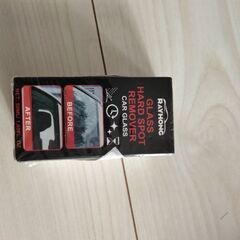 RAYHONG
GLASS
HARD SPOT
REMOVER
CAR GLASS
BEFORE
AFTER